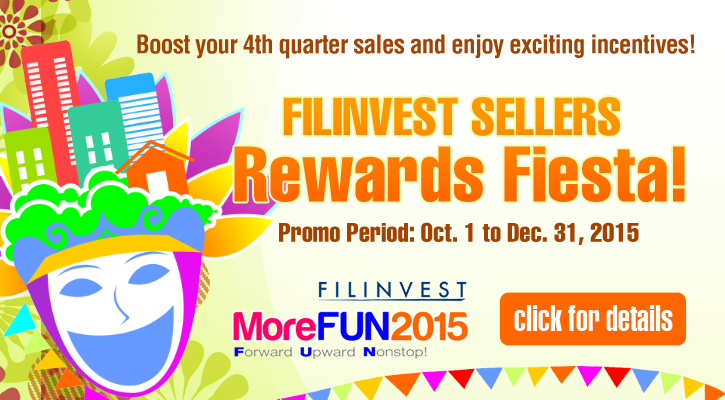 Boost your 4th quarter sales and enjoy exciting incentives!
FILINVEST SELLERS
Rewards Fiesta!
Promo Period: Oct. 1 to Dec. 31, 2015
FILINVEST
MoreFUN2015
Forward Upward Nonstop!
click for details